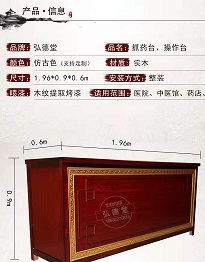 产品·信息
品牌：弘德堂
品名：抓药台，操作台
颜色：仿古色（支持定制）
材质：实木
尺寸：1.96*0.9*0.6m
安装方式：整装
喷漆：木纹提取烤漆
适用范围：医院、中医馆、药店、
0.6m
1.96m
0.9m
弘德堂